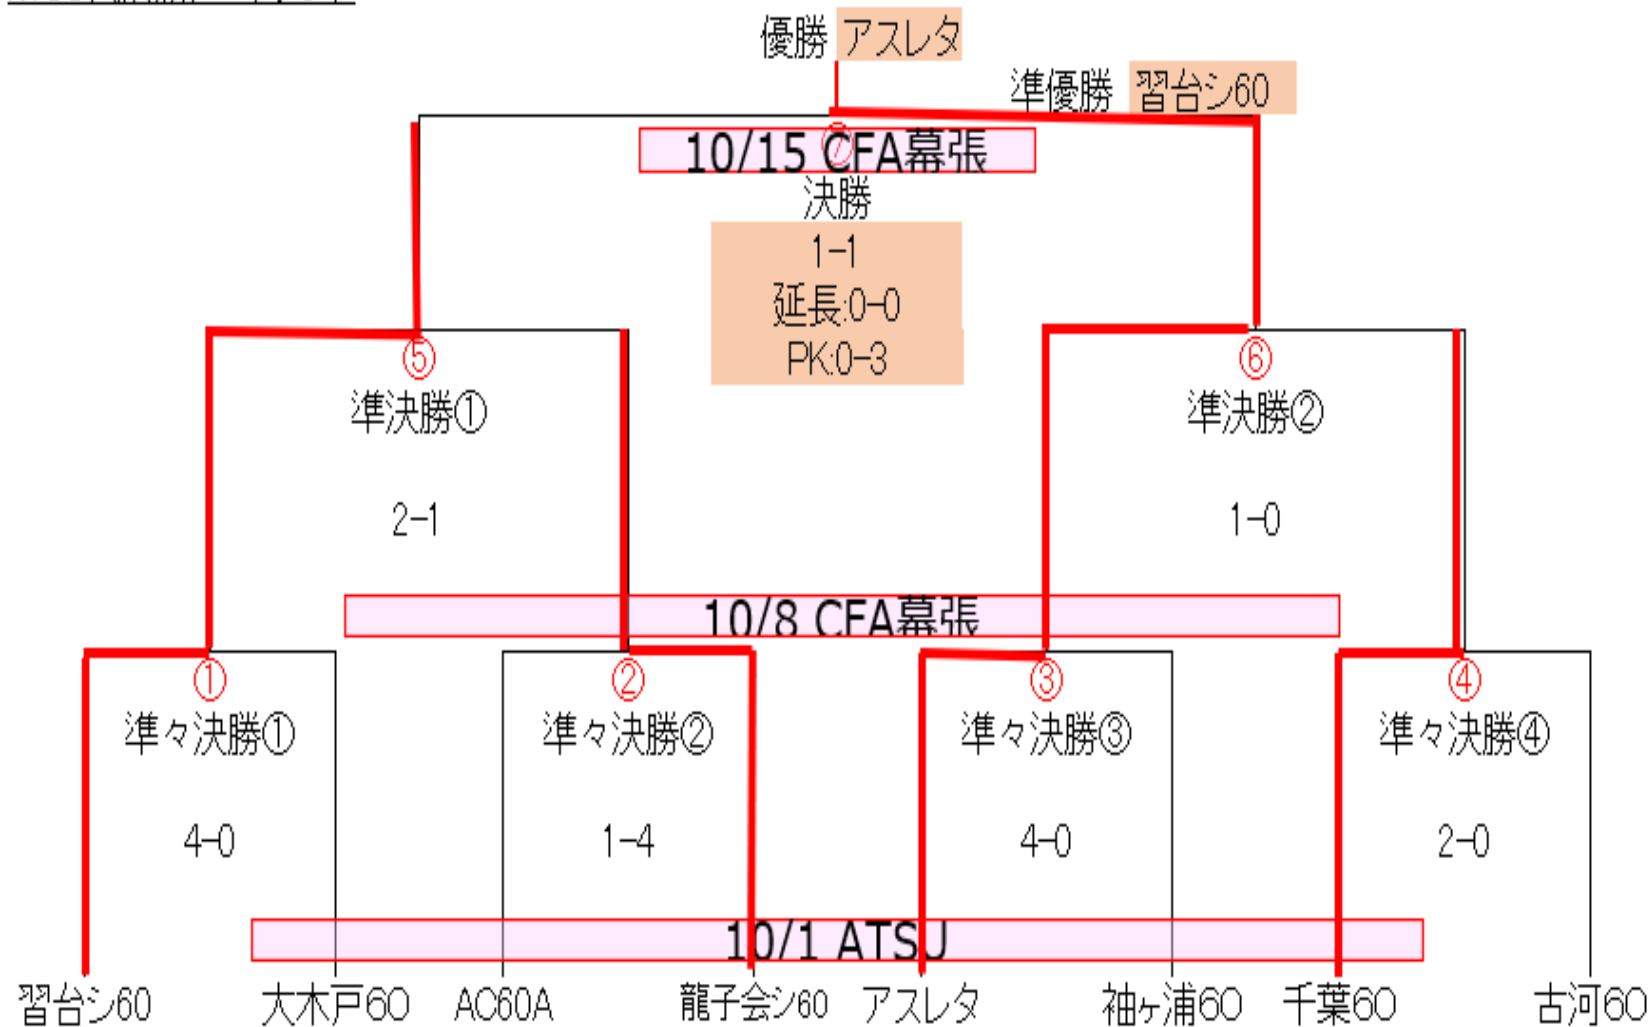 優勝 アスレタ
準優勝 習台シ60
⑦
10/15 CFA幕張
決勝
1-1
延長:0-0
PK:0-3
⑤ ⑥
準決勝① 準決勝②
2-1 1-0
10/8 CFA幕張
① ② ③ ④
準々決勝① 準々決勝② 準々決勝③ 準々決勝④
4-0 1-4 4-0 2-0
10/1 ATSU
習台シ60 大木戸60 AC60A 龍子会シ60 アスレタ 袖ヶ浦60 千葉60 古河60